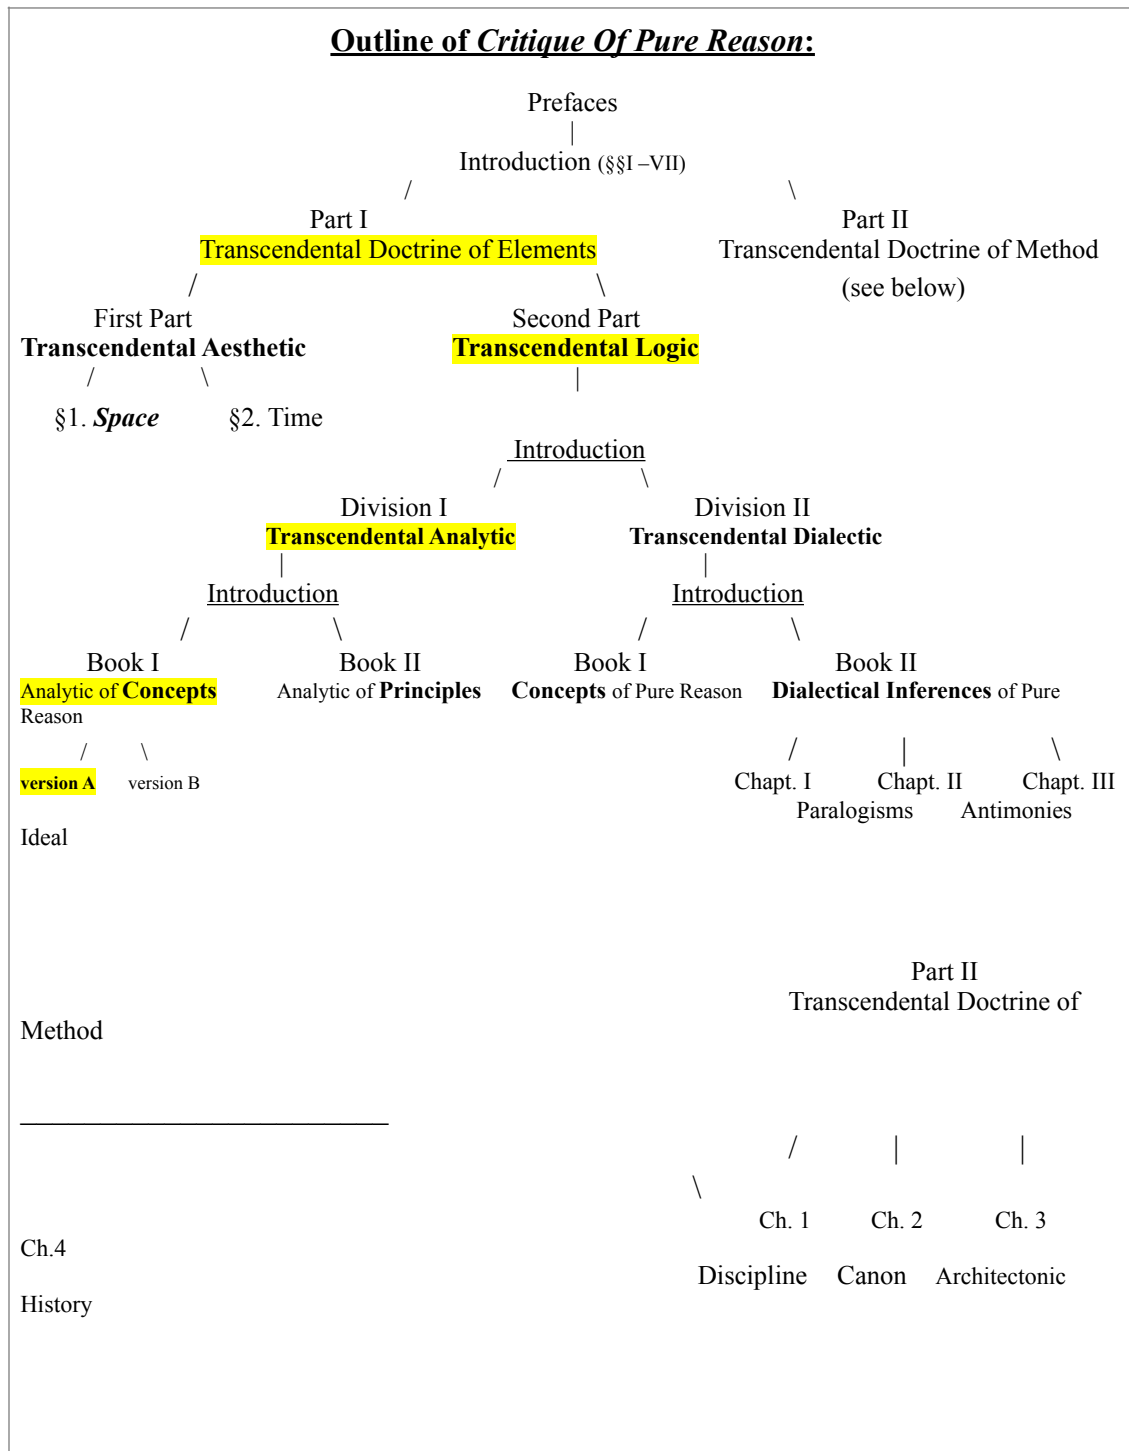 Outline of Critique Of Pure Reason:
Prefaces
|
Introduction (§§I –VII)
/ \
Part I Part II
Transcendental Doctrine of Elements Transcendental Doctrine of Method
/ \ (see below)
First Part Second Part
Transcendental Aesthetic Transcendental Logic
/ \ |
§1. Space §2. Time
Introduction
/ \
Division I Division II
Transcendental Analytic Transcendental Dialectic
| |
Introduction Introduction
/ \ / \
Book I Book II Book I Book II
Analytic of Concepts Analytic of Principles Concepts of Pure Reason Dialectical Inferences of Pure
Reason
/ \ / | \
version A version B Chapt. I Chapt. II Chapt. III
Paralogisms Antimonies
Ideal
Part II
Transcendental Doctrine of
Method
/ | |
\
Ch. 1 Ch. 2 Ch. 3
Ch.4
Discipline Canon Architectonic
History